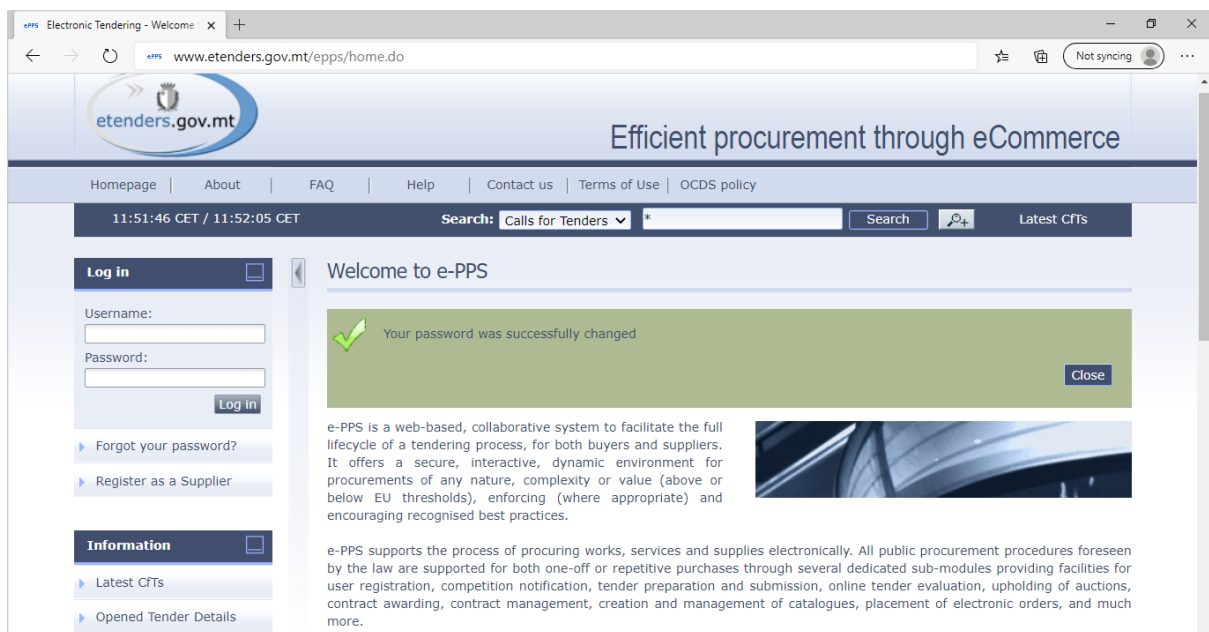 Electronic Tendering - Welcome
www.etenders.gov.mt/epps/home.do
Not syncing
etenders.gov.mt
Efficient procurement through eCommerce
Homepage | About | FAQ | Help | Contact us | Terms of Use | OCDS policy
11:51:46 CET / 11:52:05 CET Search: Calls for Tenders * Search Latest CfTs
Log in
Username:
Password:
Log in
Forgot your password?
Register as a Supplier
Information
Latest CfTs
Opened Tender Details
Welcome to e-PPS
Your password was successfully changed
Close
e-PPS is a web-based, collaborative system to facilitate the full
lifecycle of a tendering process, for both buyers and suppliers.
It offers a secure, interactive, dynamic environment for
procurements of any nature, complexity or value (above or
below EU thresholds), enforcing (where appropriate) and
encouraging recognised best practices.
e-PPS supports the process of procuring works, services and supplies electronically. All public procurement procedures foreseen
by the law are supported for both one-off or repetitive purchases through several dedicated sub-modules providing facilities for
user registration, competition notification, tender preparation and submission, online tender evaluation, upholding of auctions,
contract awarding, contract management, creation and management of catalogues, placement of electronic orders, and much
more.